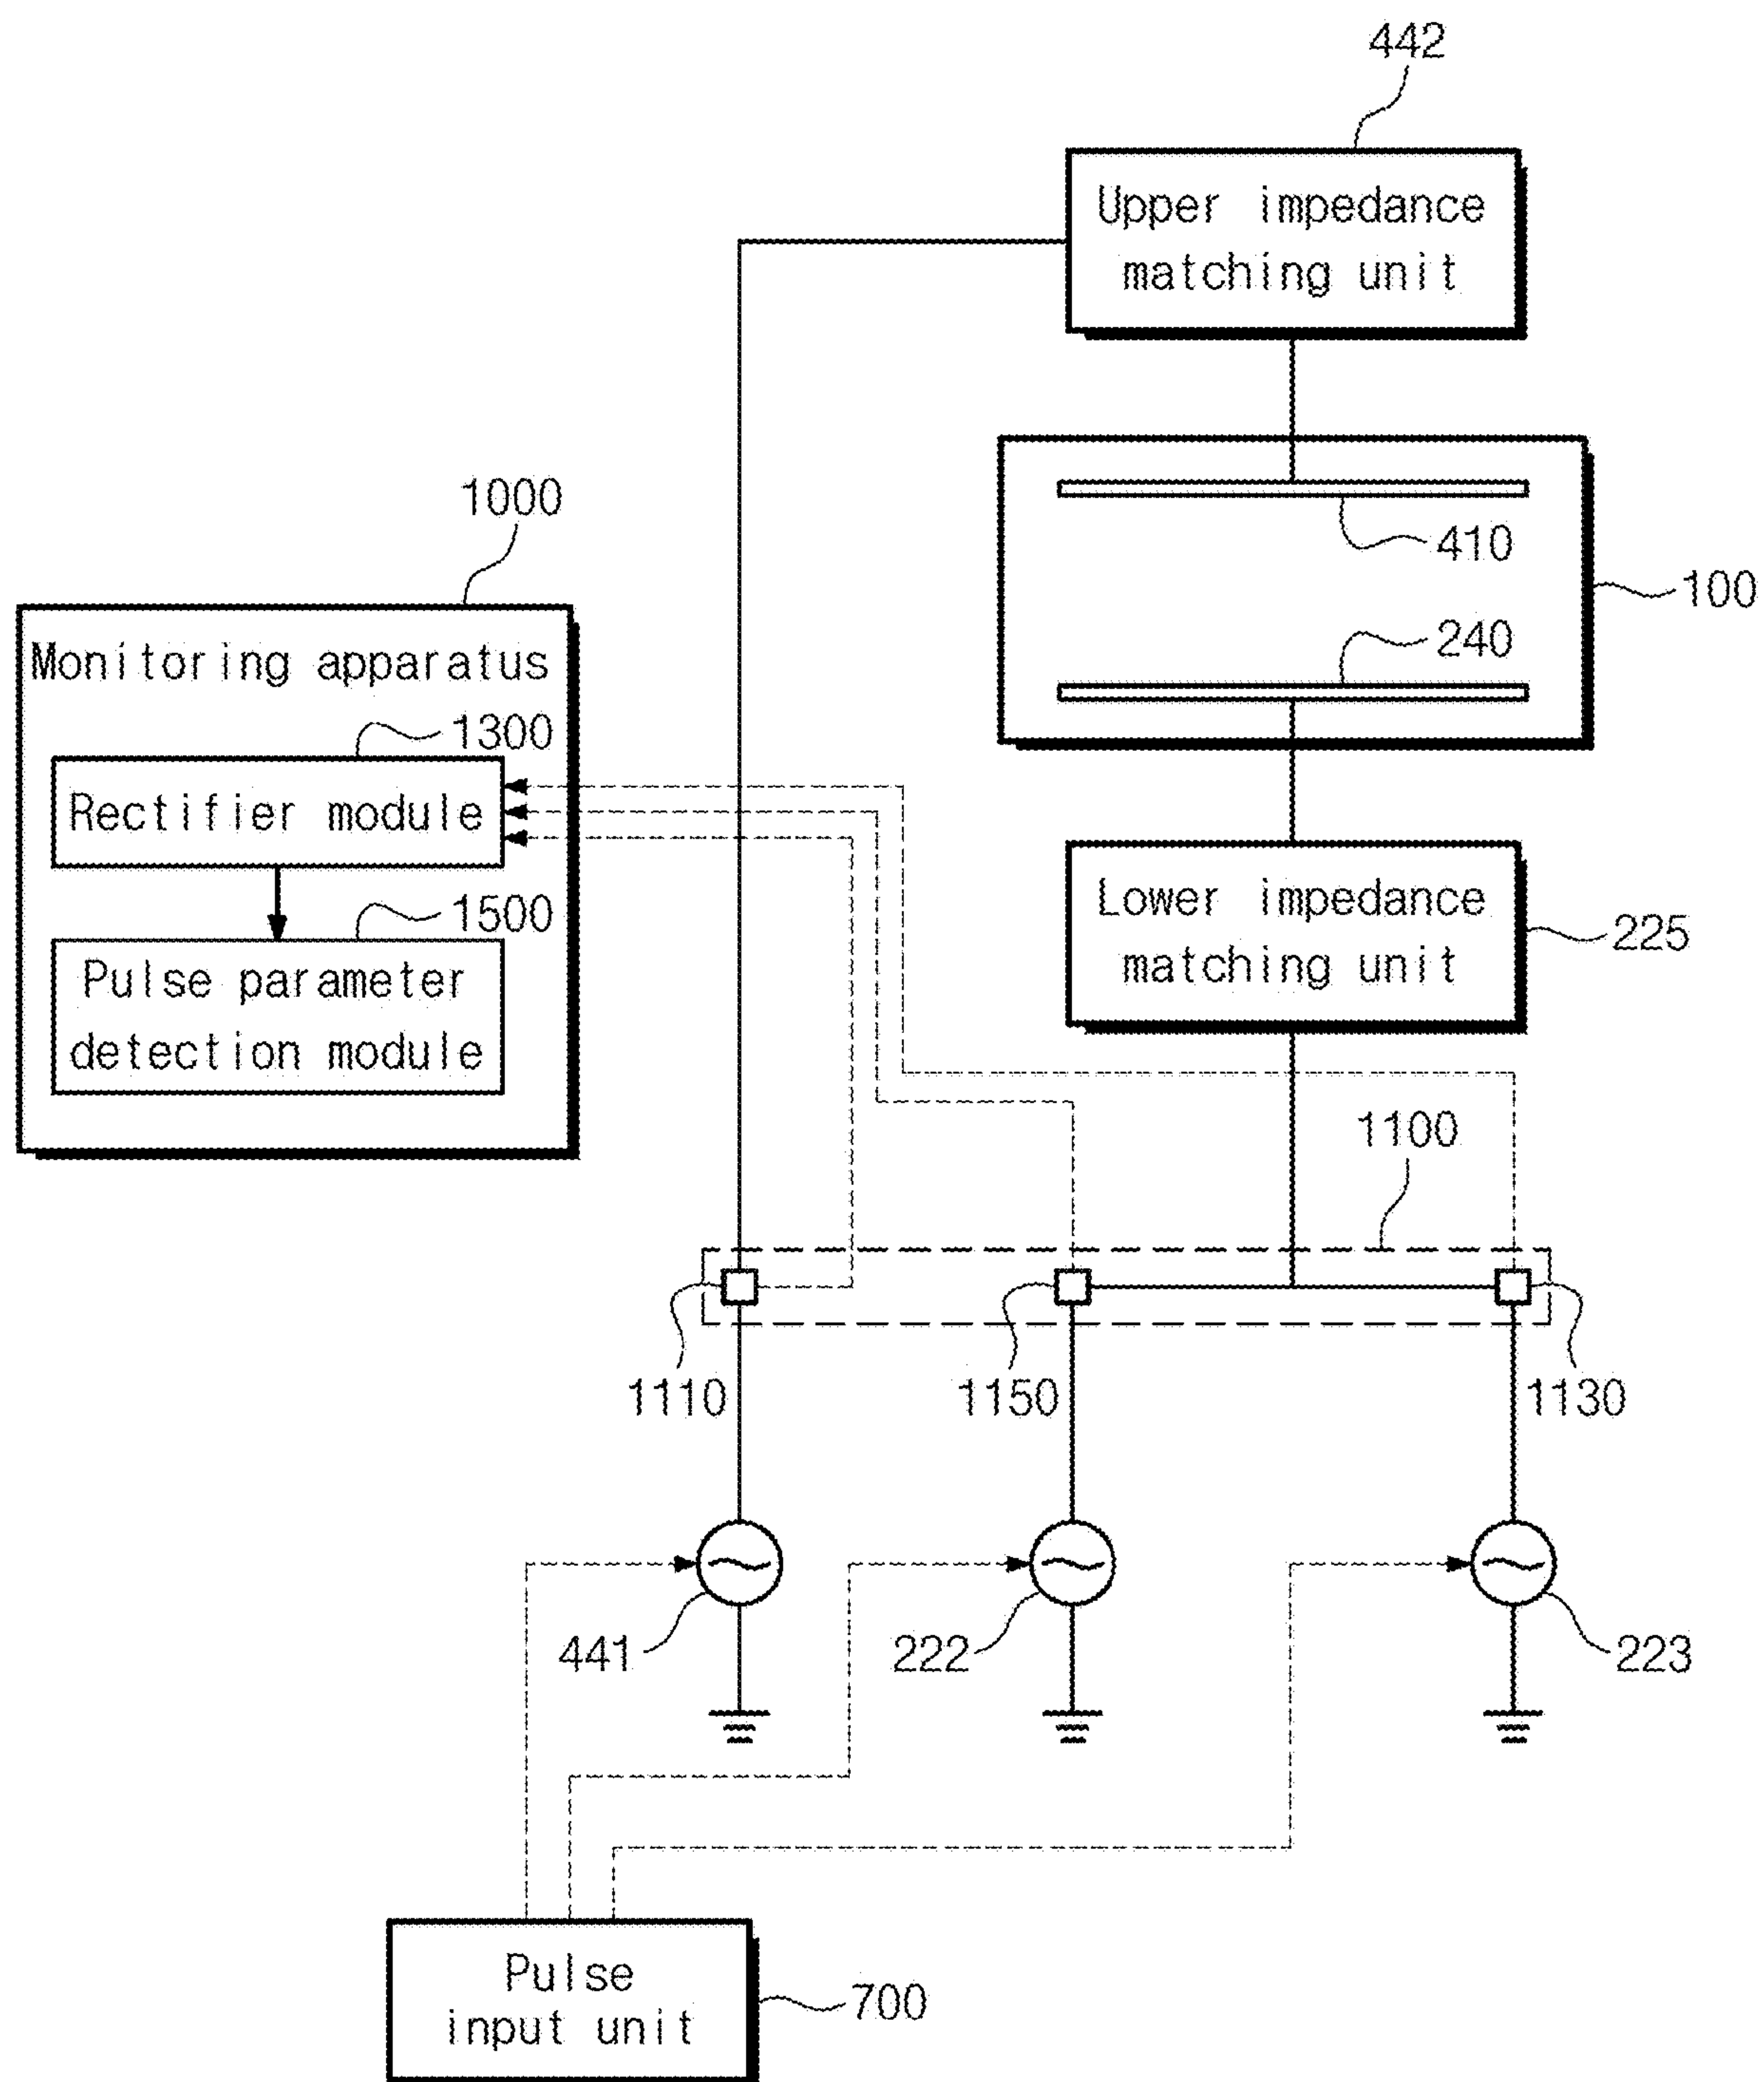 442
Upper impedance
matching unit
410
100
240
1000
Monitoring apparatus
1300
Rectifier module
1500
Pulse parameter
detection module
Lower impedance
matching unit
225
1100
1110
1150
1130
441
222
223
Pulse
input unit
700